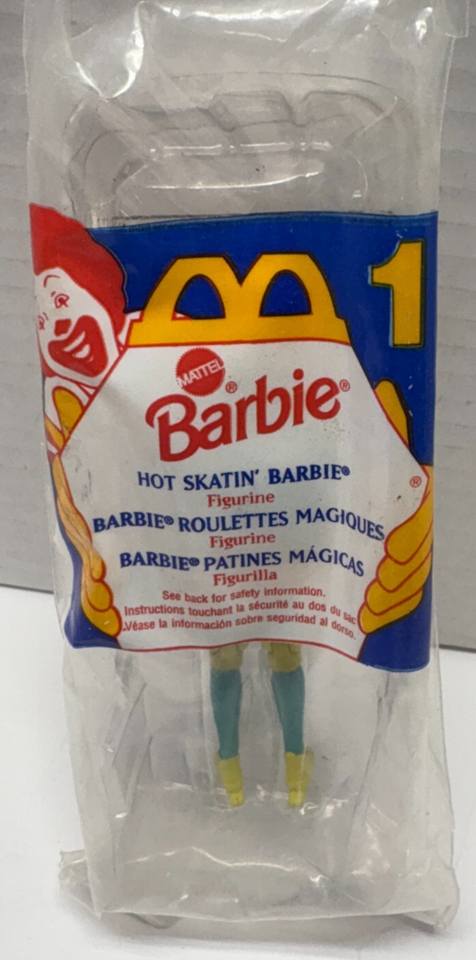 1
MATTEL
®
Barbie®
HOT SKATIN' BARBIE®
®
Figurine
BARBIE® ROULETTES MAGIQUES
Figurine
BARBIE® PATINES MÁGICAS
Figurilla
See back for safety information.
Instructions touchant la sécurité au dos du sac.
Véase la información sobre seguridad al dorso.